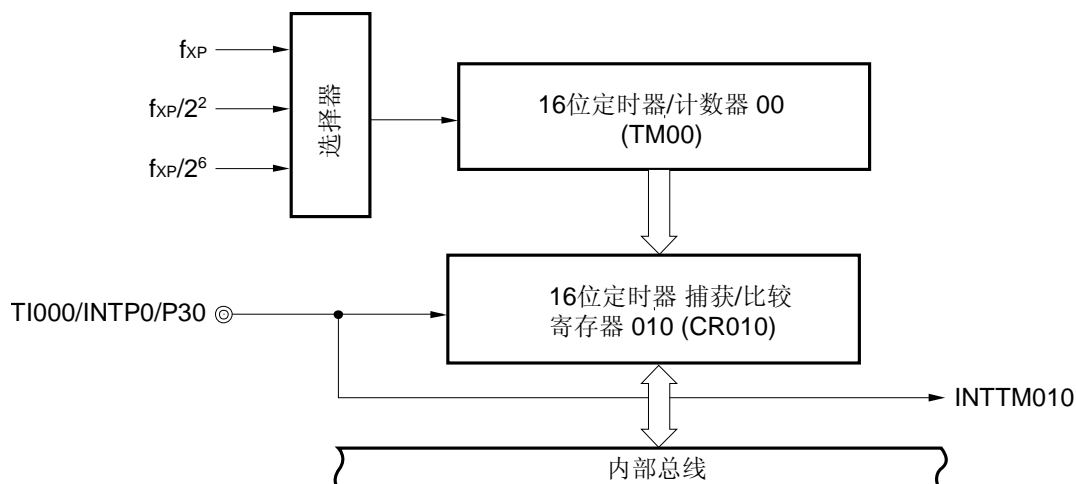 fXP
fXP/2²
fXP/2⁶
选择器
16位定时器/计数器 00
(TM00)
TI000/INTP0/P30
16位定时器 捕获/比较
寄存器 010 (CR010)
INTTM010
内部总线